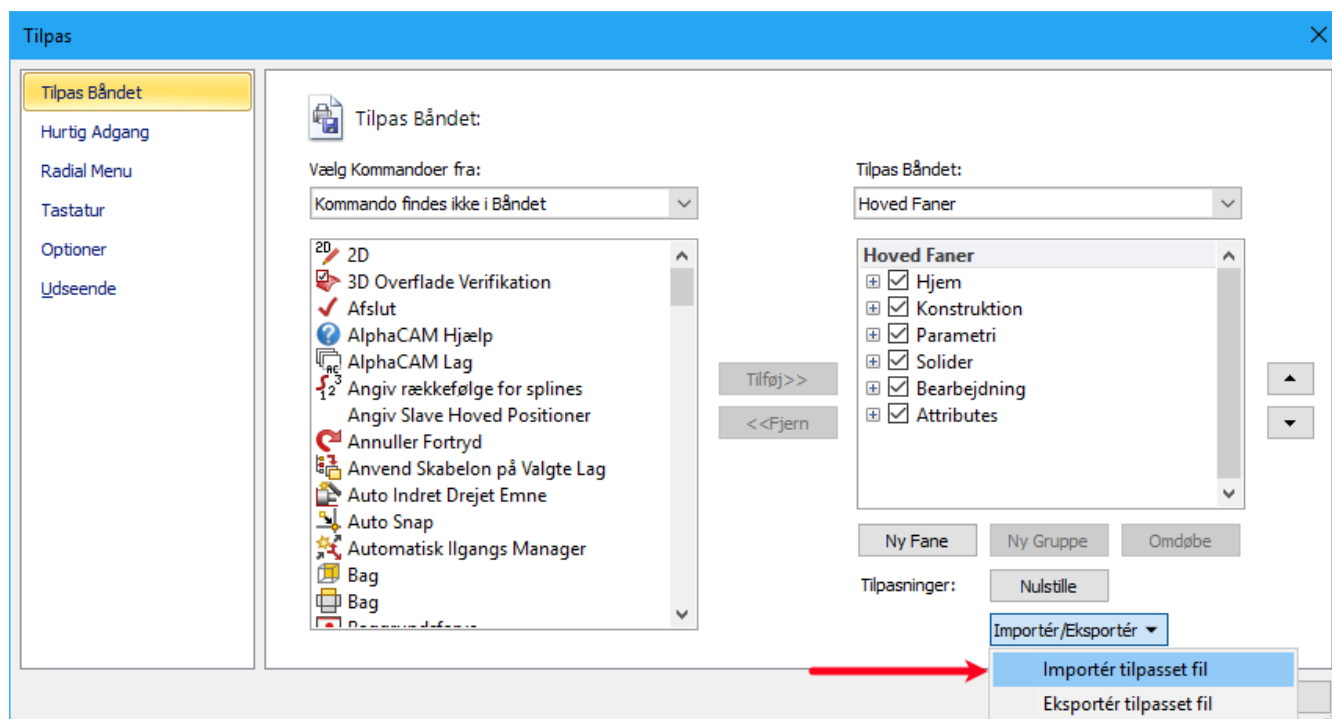 Tilpas
Tilpas Båndet
Hurtig Adgang
Radial Menu
Tastatur
Optioner
Udseende
Tilpas Båndet:
Vælg Kommandoer fra:
Kommando findes ikke i Båndet
2D
3D Overflade Verifikation
Afslut
AlphaCAM Hjælp
AlphaCAM Lag
Angiv rækkefølge for splines
Angiv Slave Hoved Positioner
Annuller Fortryd
Anvend Skabelon på Valgte Lag
Auto Indret Drejet Emne
Auto Snap
Automatisk Ilgangs Manager
Bag
Bag
Tilføj>>
<<Fjern
Tilpas Båndet:
Hoved Faner
Hoved Faner
Hjem
Konstruktion
Parametri
Solider
Bearbejdning
Attributes
Ny Fane
Ny Gruppe
Omdøbe
Tilpasninger:
Nulstille
Importér/Eksportér
Importér tilpasset fil
Eksportér tilpasset fil